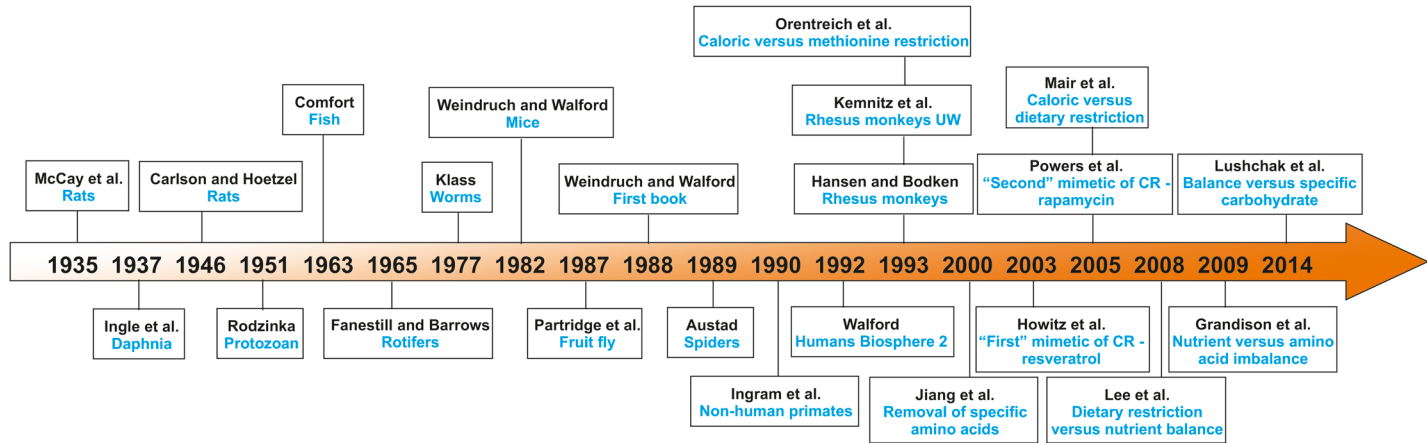 Orentreich et al.
Caloric versus methionine restriction
Mair et al.
Caloric versus
dietary restriction
Comfort
Fish
Weindruch and Walford
Mice
Kemnitz et al.
Rhesus monkeys UW
McCay et al.
Rats
Carlson and Hoetzel
Rats
Klass
Worms
Weindruch and Walford
First book
Hansen and Bodken
Rhesus monkeys
Powers et al.
“Second” mimetic of CR -
rapamycin
Lushchak et al.
Balance versus specific
carbohydrate
1935 1937 1946 1951 1963 1965 1977 1982 1987 1988 1989 1990 1992 1993 2000 2003 2005 2008 2009 2014
Ingle et al.
Daphnia
Rodzinka
Protozoan
Fanestill and Barrows
Rotifers
Partridge et al.
Fruit fly
Austad
Spiders
Walford
Humans Biosphere 2
Howitz et al.
“First” mimetic of CR -
resveratrol
Grandison et al.
Nutrient versus amino
acid imbalance
Ingram et al.
Non-human primates
Jiang et al.
Removal of specific
amino acids
Lee et al.
Dietary restriction
versus nutrient balance